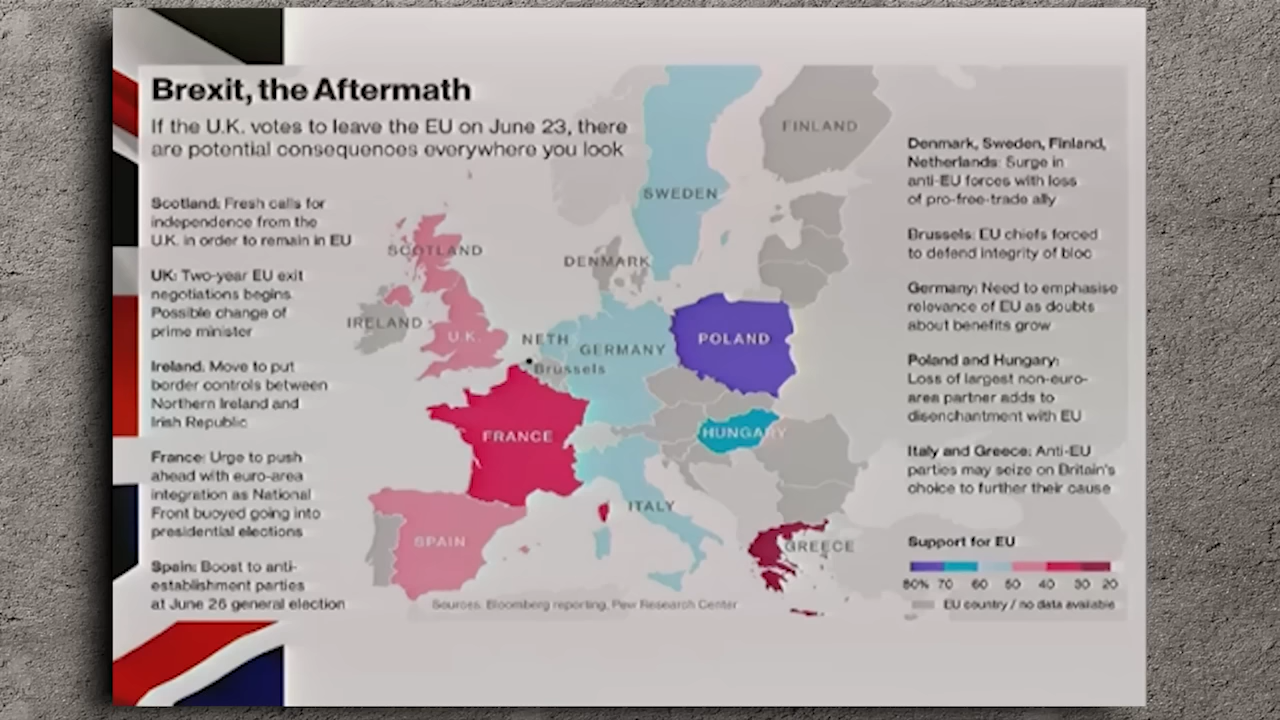 Brexit, the Aftermath
If the U.K. votes to leave the EU on June 23, there
are potential consequences everywhere you look
Scotland: Fresh calls for
independence from the
U.K. in order to remain in EU
UK: Two-year EU exit
negotiations begins
Possible change of
prime minister
Ireland: Move to put
border controls between
Northern Ireland and
Irish Republic
France: Urge to push
ahead with euro-area
integration as National
Front buoyed going into
presidential elections
Spain: Boost to anti-
establishment parties
at June 26 general election
FINLAND
SWEDEN
SCOTLAND
DENMARK
IRELAND
U.K.
NETH
GERMANY
POLAND
Brussels
FRANCE
HUNGARY
ITALY
SPAIN
GREECE
Sources: Bloomberg reporting, Pew Research Center
Denmark, Sweden, Finland,
Netherlands: Surge in
anti-EU forces with loss
of pro-free-trade ally
Brussels: EU chiefs forced
to defend integrity of bloc
Germany: Need to emphasise
relevance of EU as doubts
about benefits grow
Poland and Hungary:
Loss of largest non-euro-
area partner adds to
disenchantment with EU
Italy and Greece: Anti-EU
parties may seize on Britain's
choice to further their cause
Support for EU
80% 70 60 50 40 30 20
EU country / no data available